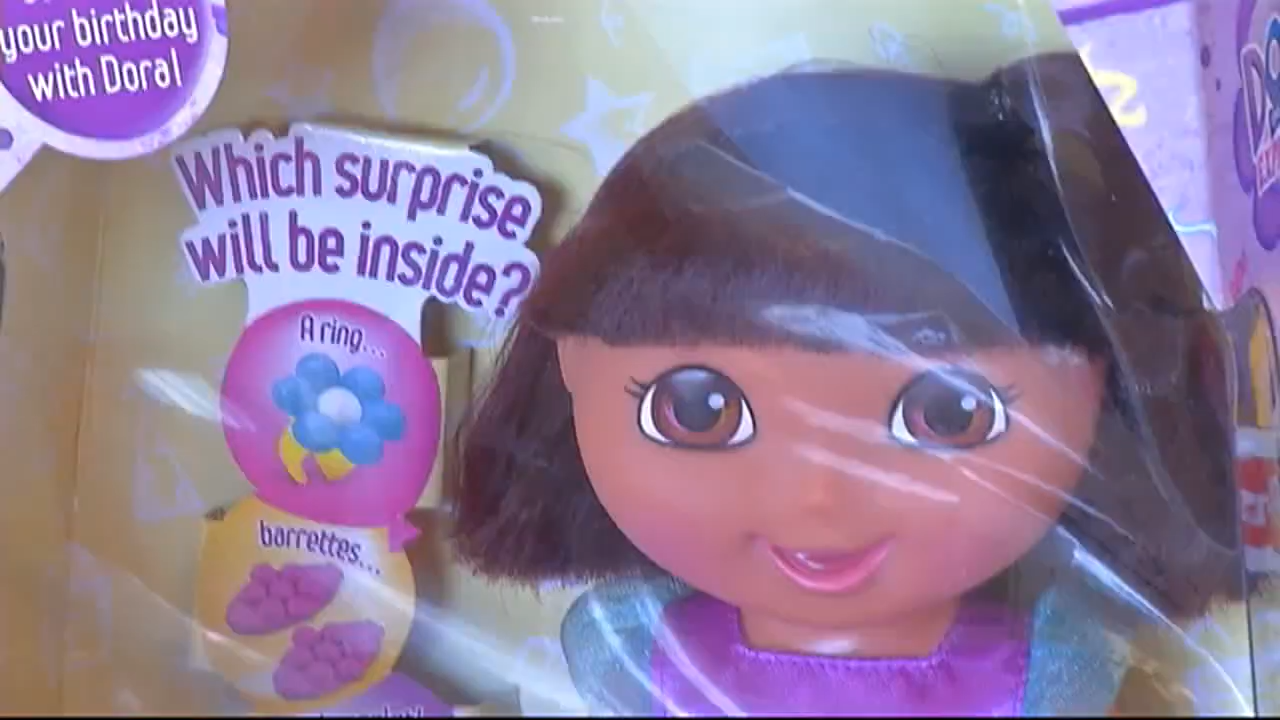 your birthday
with Dora!
Which surprise
will be inside?
A ring...
barrettes...